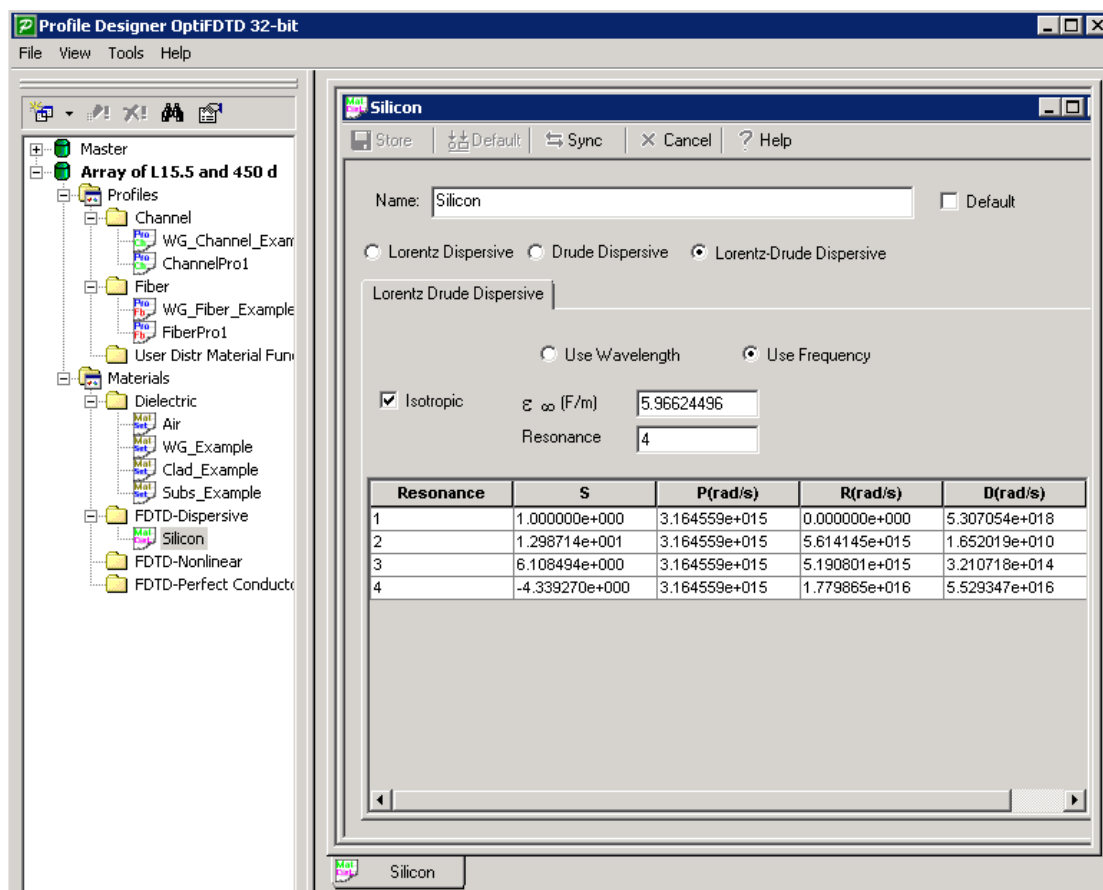 Profile Designer OptiFDTD 32-bit
File View Tools Help
Master
Array of L15.5 and 450 d
Profiles
Channel
WG_Channel_Exam
ChannelPro1
Fiber
WG_Fiber_Example
FiberPro1
User Distr Material Fun
Materials
Dielectric
Air
WG_Example
Clad_Example
Subs_Example
FDTD-Dispersive
Silicon
FDTD-Nonlinear
FDTD-Perfect Conduct
Silicon
Store Default Sync Cancel Help
Name: Silicon Default
Lorentz Dispersive Drude Dispersive Lorentz-Drude Dispersive
Lorentz Drude Dispersive
Use Wavelength Use Frequency
Isotropic ε ∞ (F/m) 5.96624496
Resonance 4
Resonance S P(rad/s) R(rad/s) D(rad/s)
1 1.000000e+000 3.164559e+015 0.000000e+000 5.307054e+018
2 1.298714e+001 3.164559e+015 5.614145e+015 1.652019e+010
3 6.108494e+000 3.164559e+015 5.190801e+015 3.210718e+014
4 -4.339270e+000 3.164559e+015 1.779865e+016 5.529347e+016
Silicon